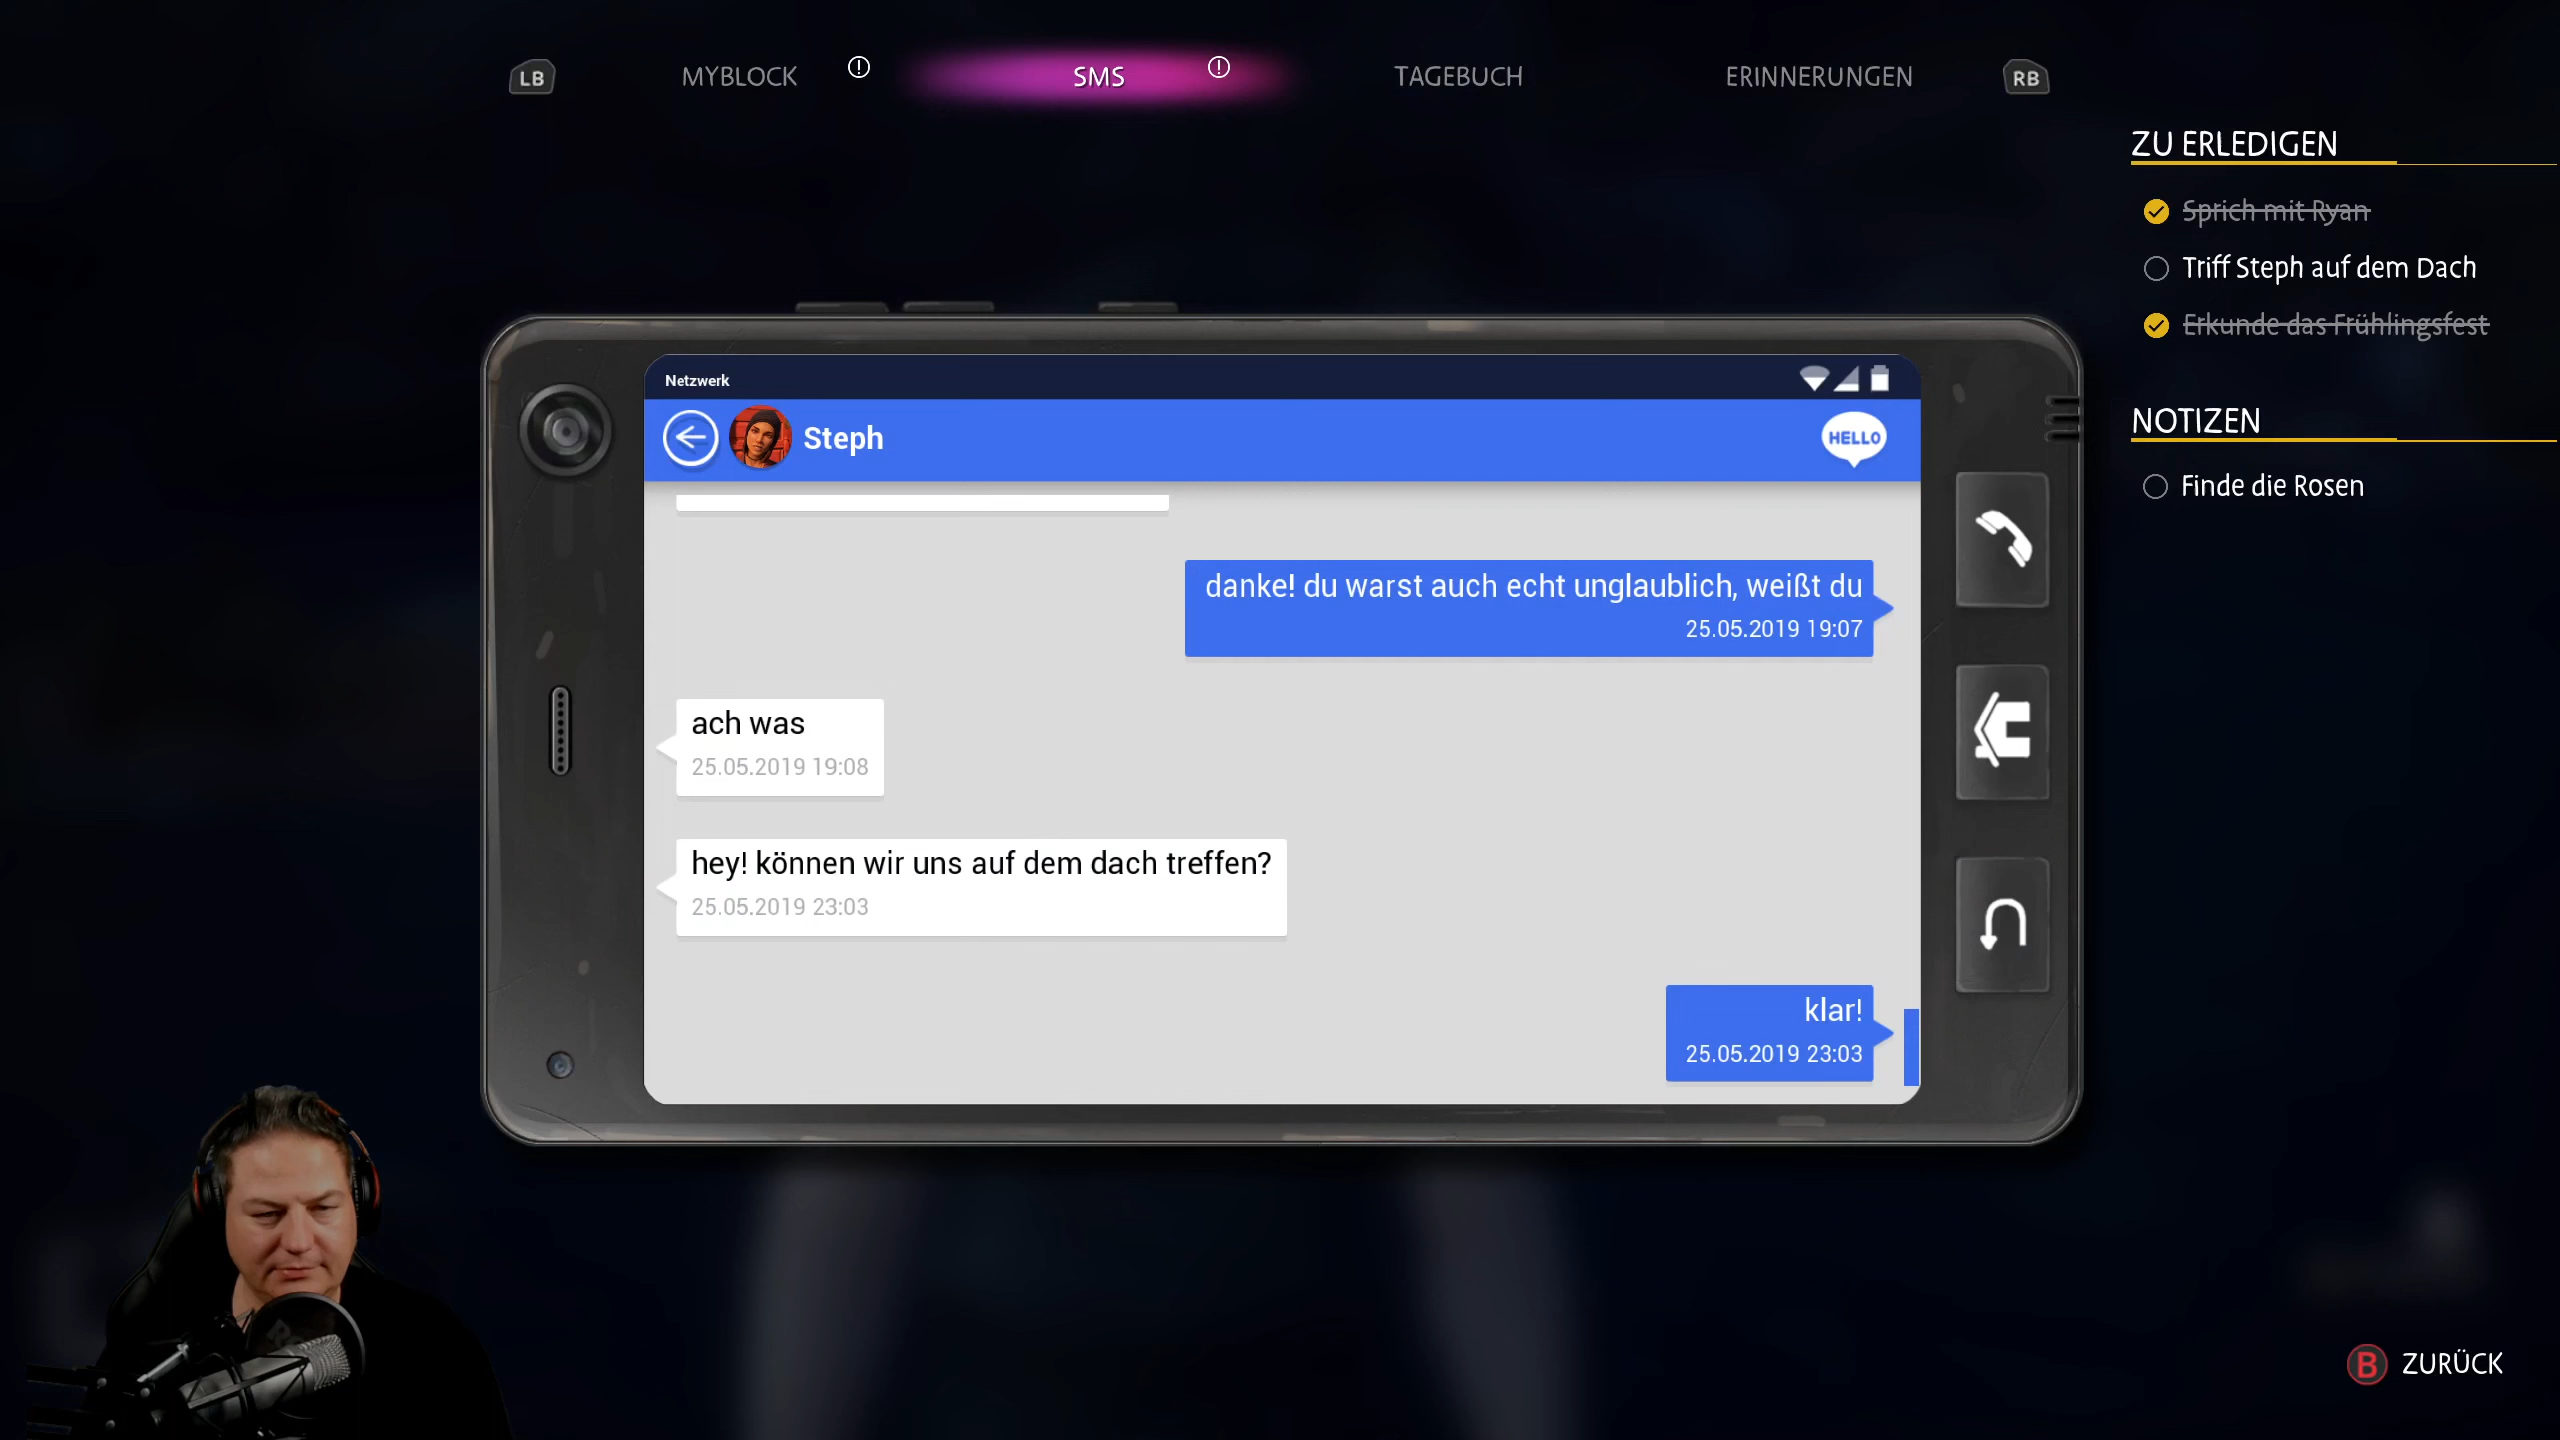 LB
MYBLOCK
SMS
TAGEBUCH
ERINNERUNGEN
RB
ZU ERLEDIGEN
Sprich mit Ryan
Triff Steph auf dem Dach
Erkunde das Frühlingsfest
NOTIZEN
Finde die Rosen
Netzwerk
Steph
HELLO
danke! du warst auch echt unglaublich, weißt du
25.05.2019 19:07
ach was
25.05.2019 19:08
hey! können wir uns auf dem dach treffen?
25.05.2019 23:03
klar!
25.05.2019 23:03
B ZURÜCK